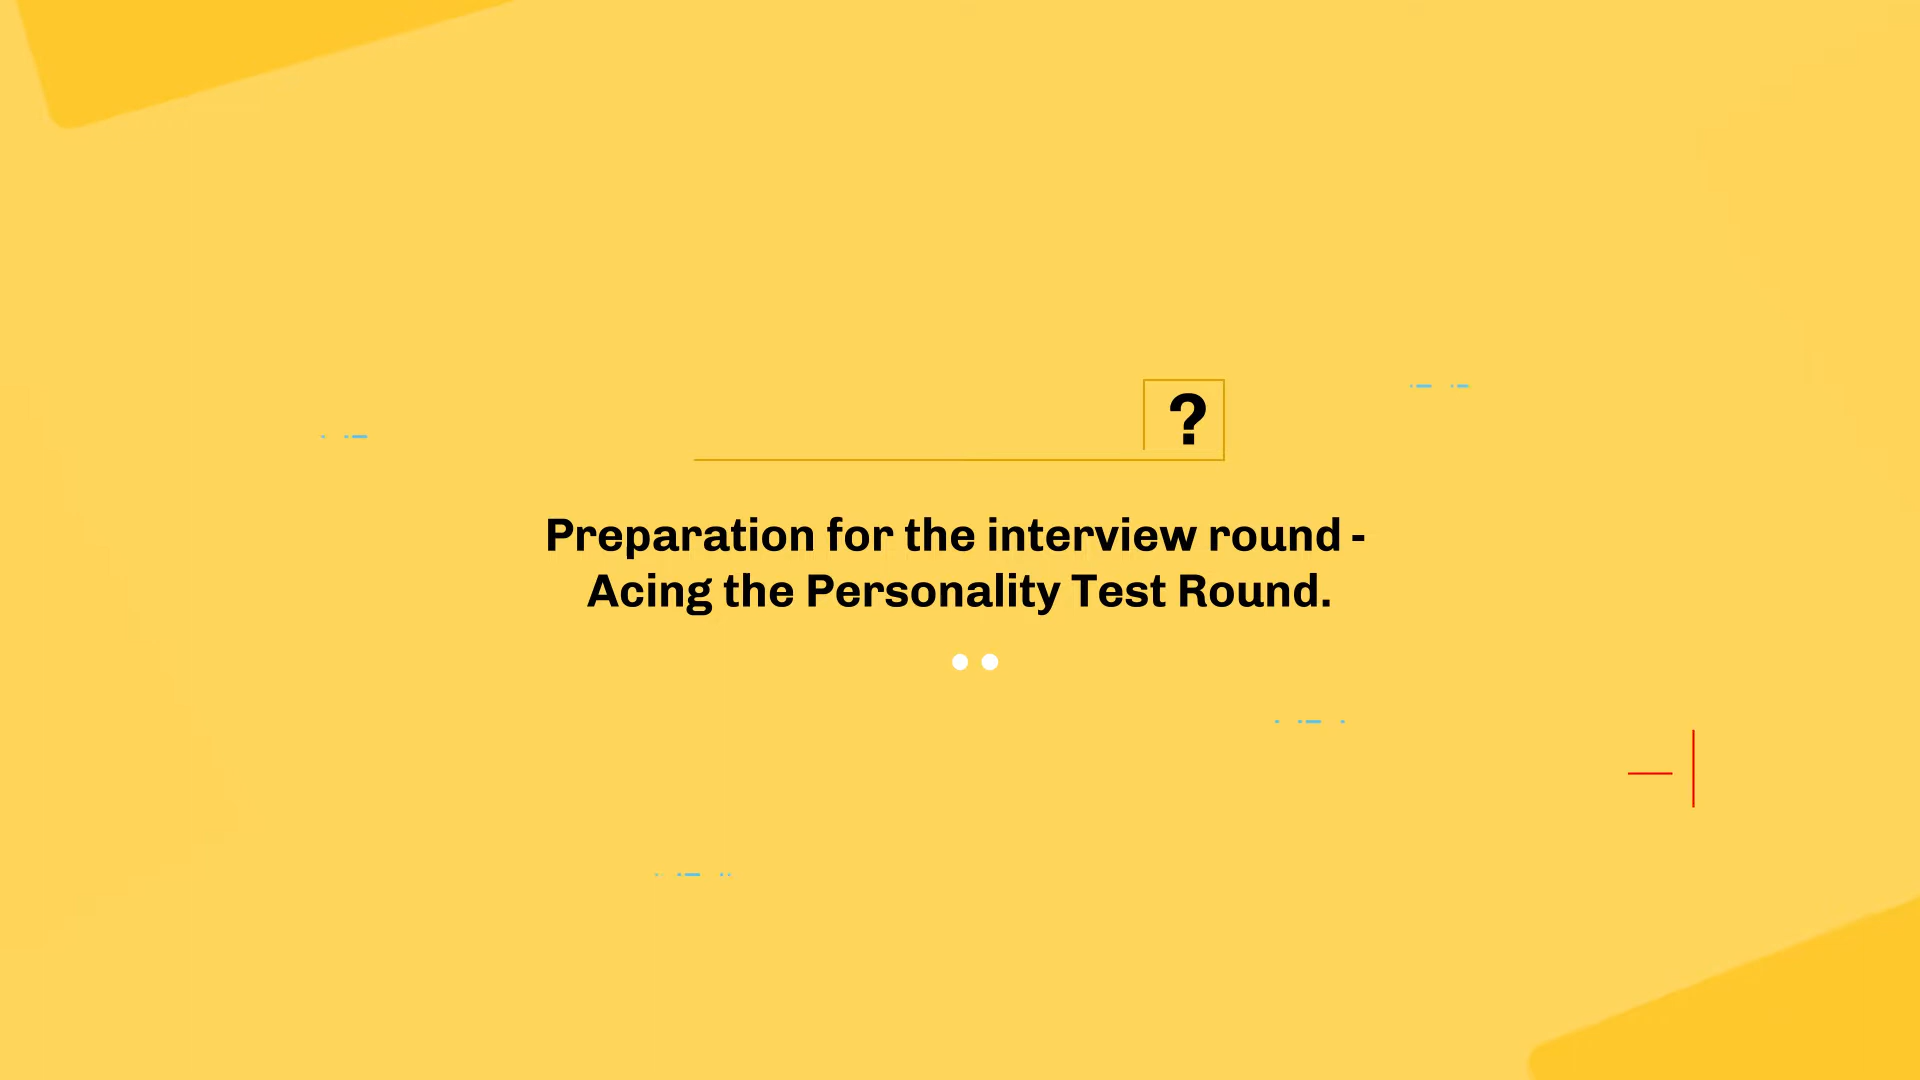 ?
Preparation for the interview round -
Acing the Personality Test Round.